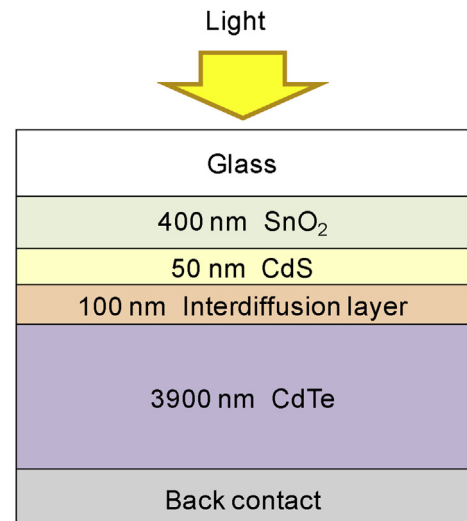 Light
Glass
400 nm SnO₂
50 nm CdS
100 nm Interdiffusion layer
3900 nm CdTe
Back contact